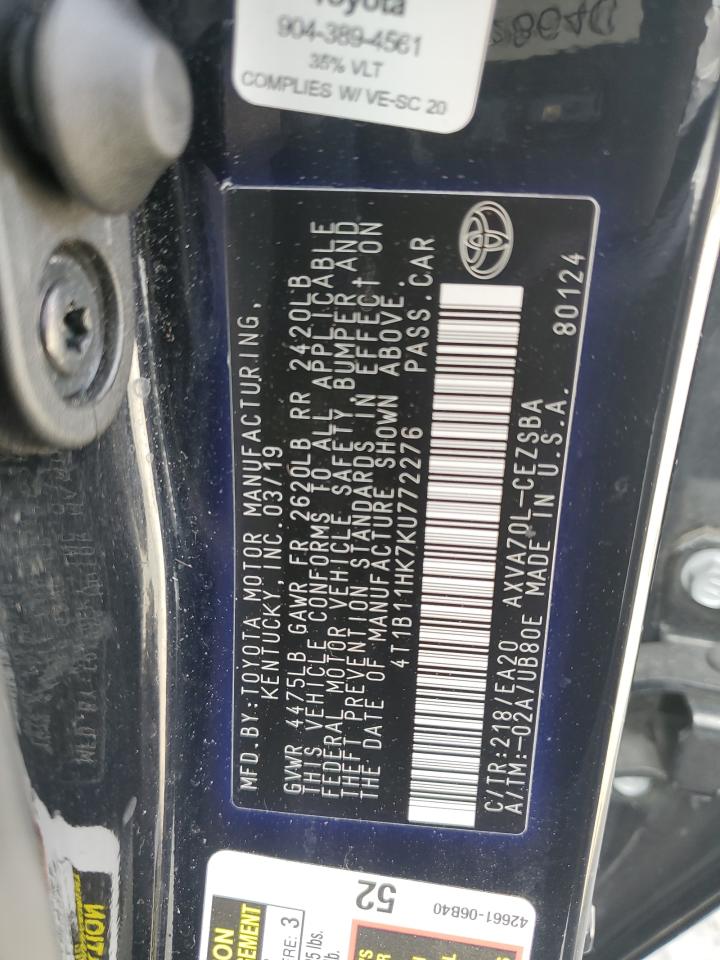 Toyota
904-389-4561
35% VLT
COMPLIES W/ VE-SC 20
MFD.BY:TOYOTA MOTOR MANUFACTURING,
KENTUCKY,INC.03/19
GVWR 4475LB GAWR FR 2620LB RR 2420LB
THIS VEHICLE CONFORMS TO ALL APPLICABLE
FEDERAL MOTOR VEHICLE SAFETY, BUMPER AND
THEFT PREVENTION STANDARDS IN EFFECT ON
THE DATE OF MANUFACTURE SHOWN ABOVE.
4T1B11HK7KU772276 PASS.CAR
C/TR:218/EA20 AXVA70L-CEZSBA
A/TM:-02A/UB80E MADE IN U.S.A. 80124
52
42661-06B40
3